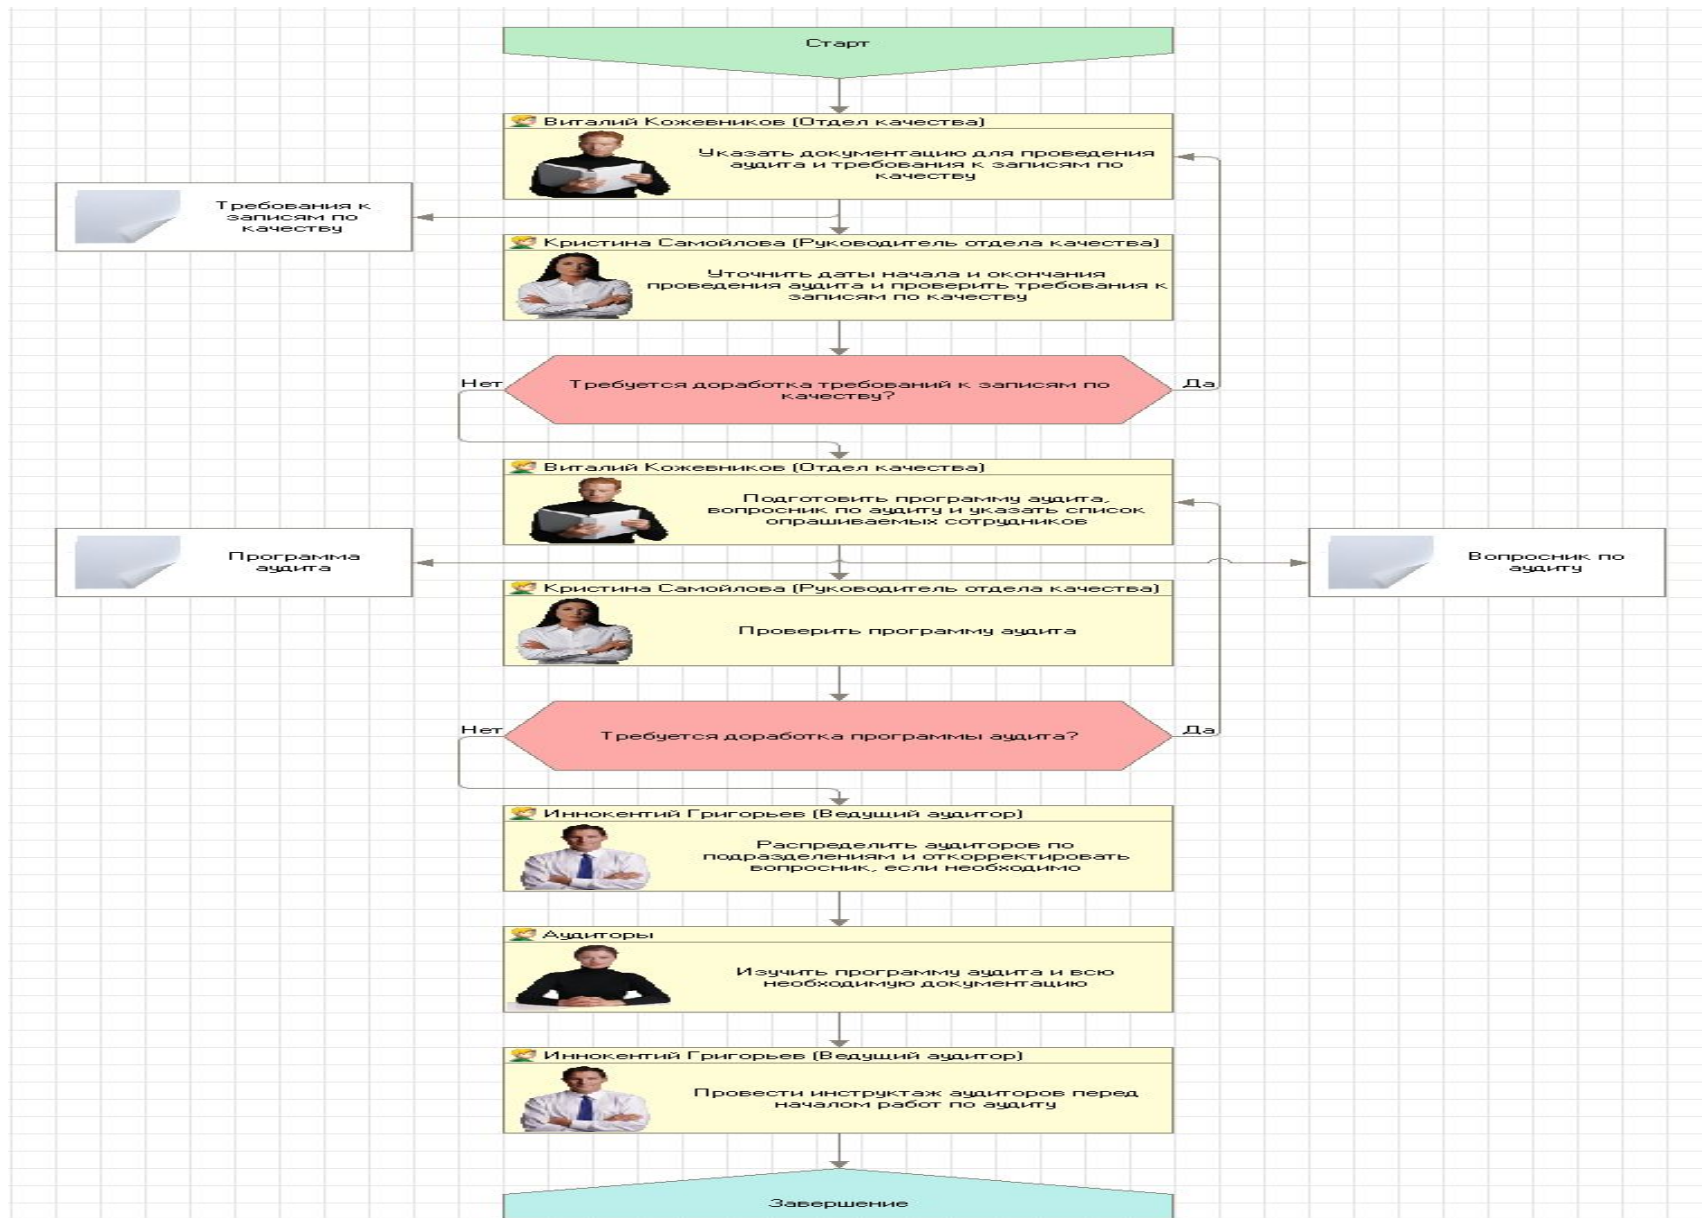 Старт
Виталий Кожевников (Отдел качества)
Указать документацию для проведения
аудита и требования к записям по
качеству
Требования к
записям по
качеству
Кристина Самойлова (Руководитель отдела качества)
Уточнить даты начала и окончания
проведения аудита и проверить требования к
записям по качеству
Нет
Требуется доработка требований к записям по
качеству?
Да
Виталий Кожевников (Отдел качества)
Подготовить программу аудита,
вопросник по аудиту и указать список
опрашиваемых сотрудников
Программа
аудита
Вопросник по
аудиту
Кристина Самойлова (Руководитель отдела качества)
Проверить программу аудита
Нет
Требуется доработка программы аудита?
Да
Иннокентий Григорьев (Ведущий аудитор)
Распределить аудиторов по
подразделениям и откорректировать
вопросник, если необходимо
Аудиторы
Изучить программу аудита и всю
необходимую документацию
Иннокентий Григорьев (Ведущий аудитор)
Провести инструктаж аудиторов перед
началом работ по аудиту
Завершение